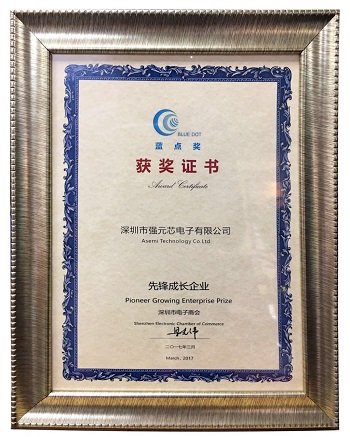 BLUE DOT
蓝点奖
获奖证书
Award Certificate
深圳市强元芯电子有限公司
Asemi Technology Co Ltd
先锋成长企业
Pioneer Growing Enterprise Prize
深圳市电子商会
Shenzhen Electronic Chamber of Commerce
二〇一七年三月
March, 2017